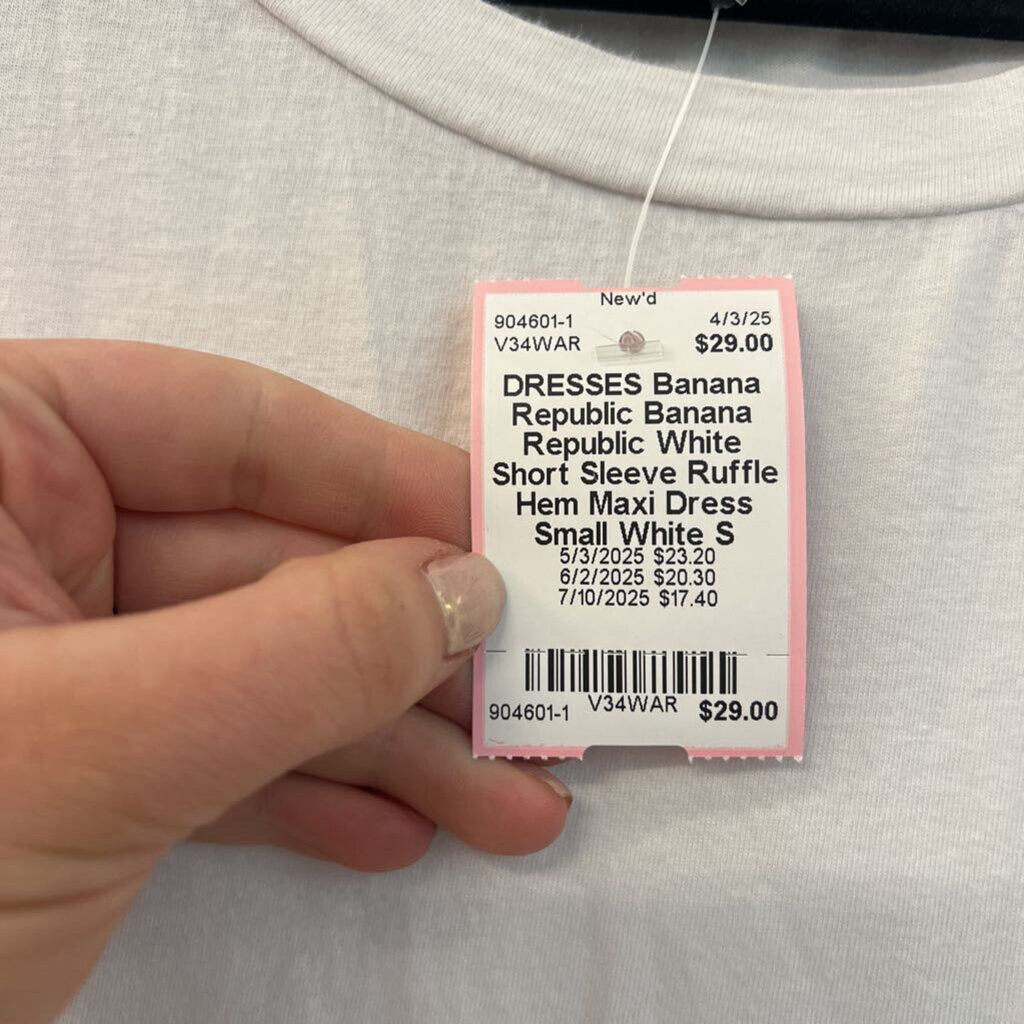 New'd
904601-1 4/3/25
V34WAR $29.00
DRESSES Banana
Republic Banana
Republic White
Short Sleeve Ruffle
Hem Maxi Dress
Small White S
5/3/2025 $23.20
6/2/2025 $20.30
7/10/2025 $17.40
904601-1 V34WAR $29.00